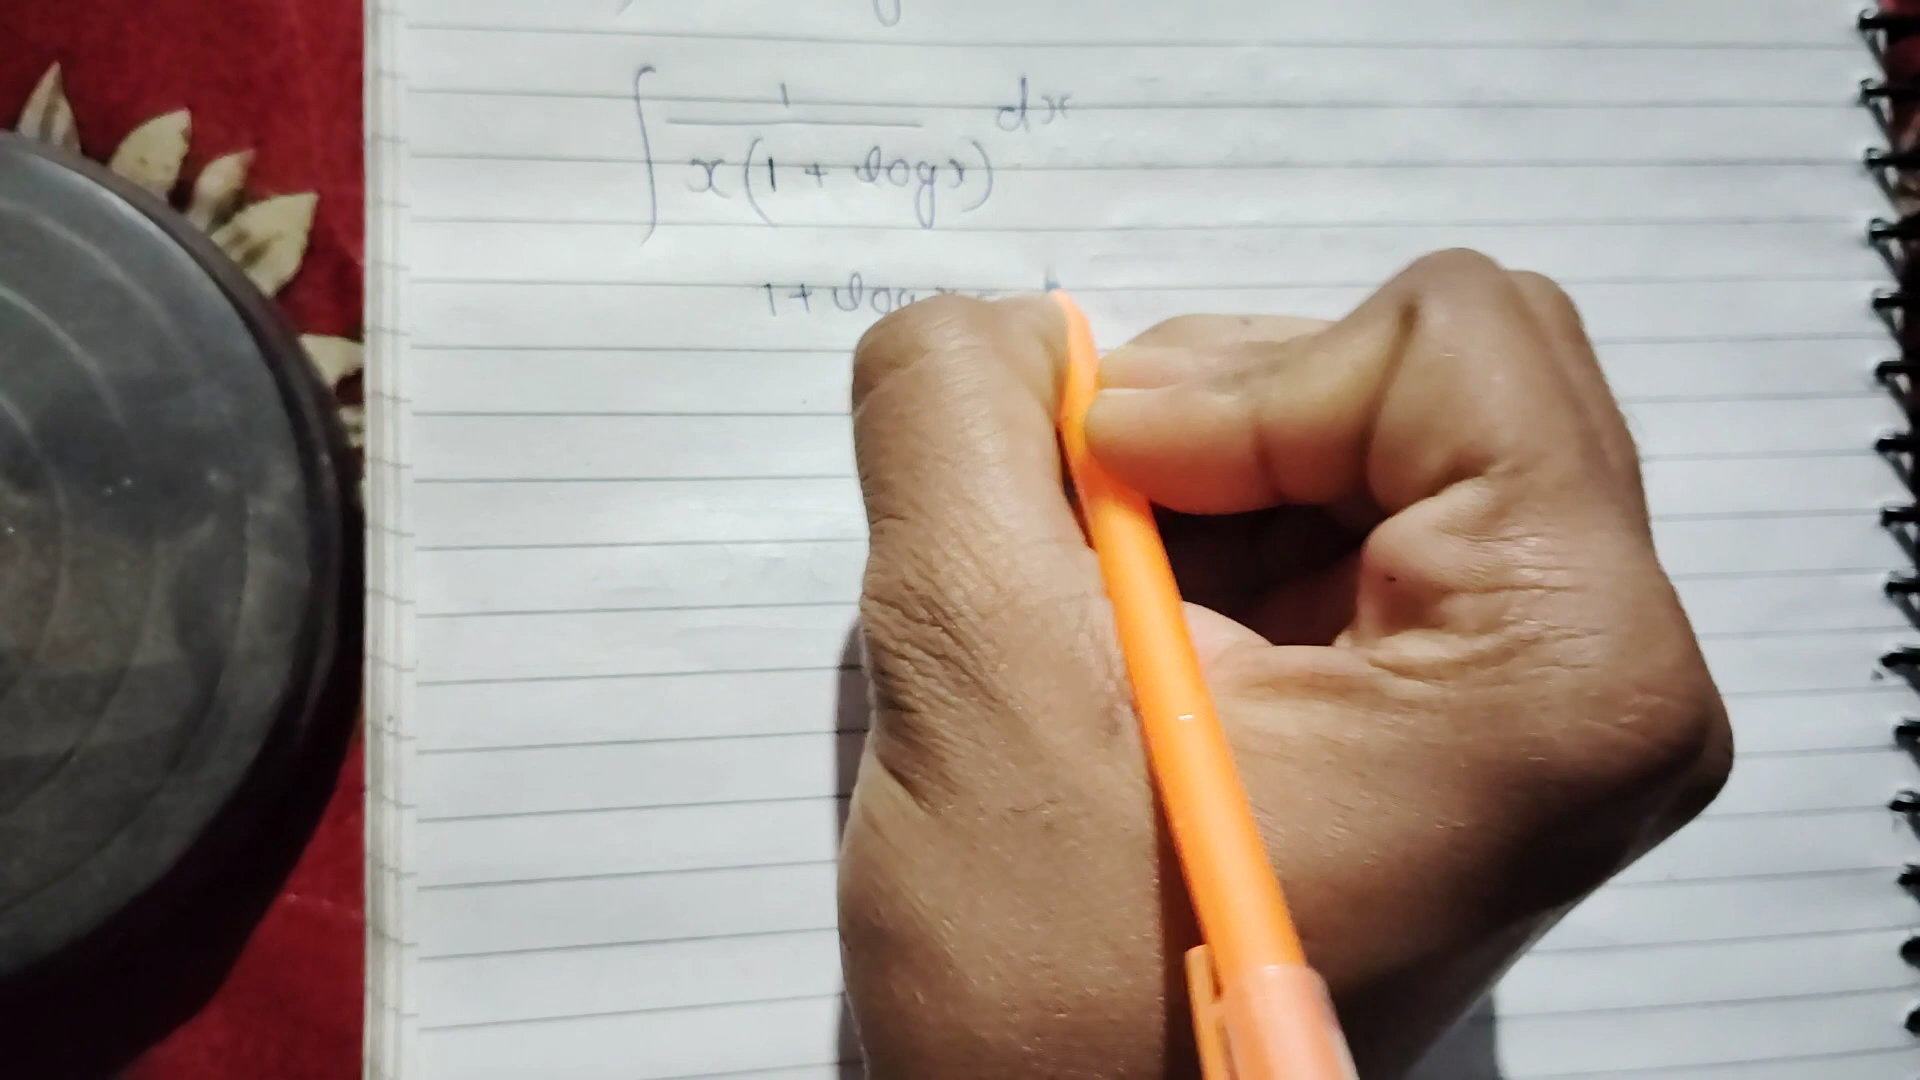 ∫ 1/x(1 + log x) dx
1 + log